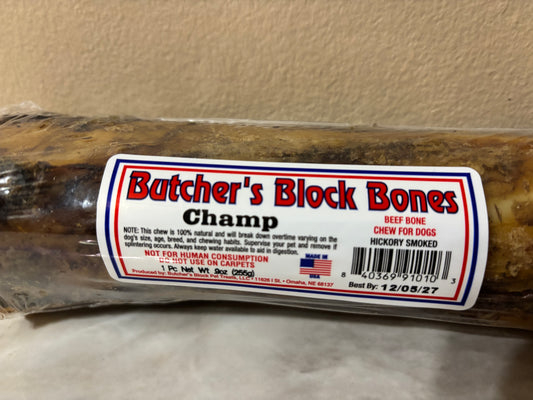 Butcher's Block Bones
Champ
BEEF BONE
CHEW FOR DOGS
HICKORY SMOKED
NOTE: This chew is 100% natural and will break down overtime varying on the
dog's size, age, breed, and chewing habits. Supervise your pet and remove if
splintering occurs. Always keep water available to aid in digestion.
NOT FOR HUMAN CONSUMPTION
DO NOT USE ON CARPETS
1 Pc Net Wt. 9oz (255g)
Produced by: Butcher's Block Pet Treats, LLC • 11628 I St. • Omaha, NE 68137
MADE IN
USA
8 40369 91010 3
Best By: 12/05/27